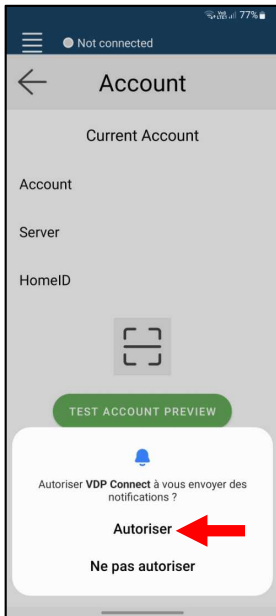 77%
Not connected
Account
Current Account
Account
Server
HomeID
TEST ACCOUNT PREVIEW
Autoriser VDP Connect à vous envoyer des
notifications ?
Autoriser
Ne pas autoriser